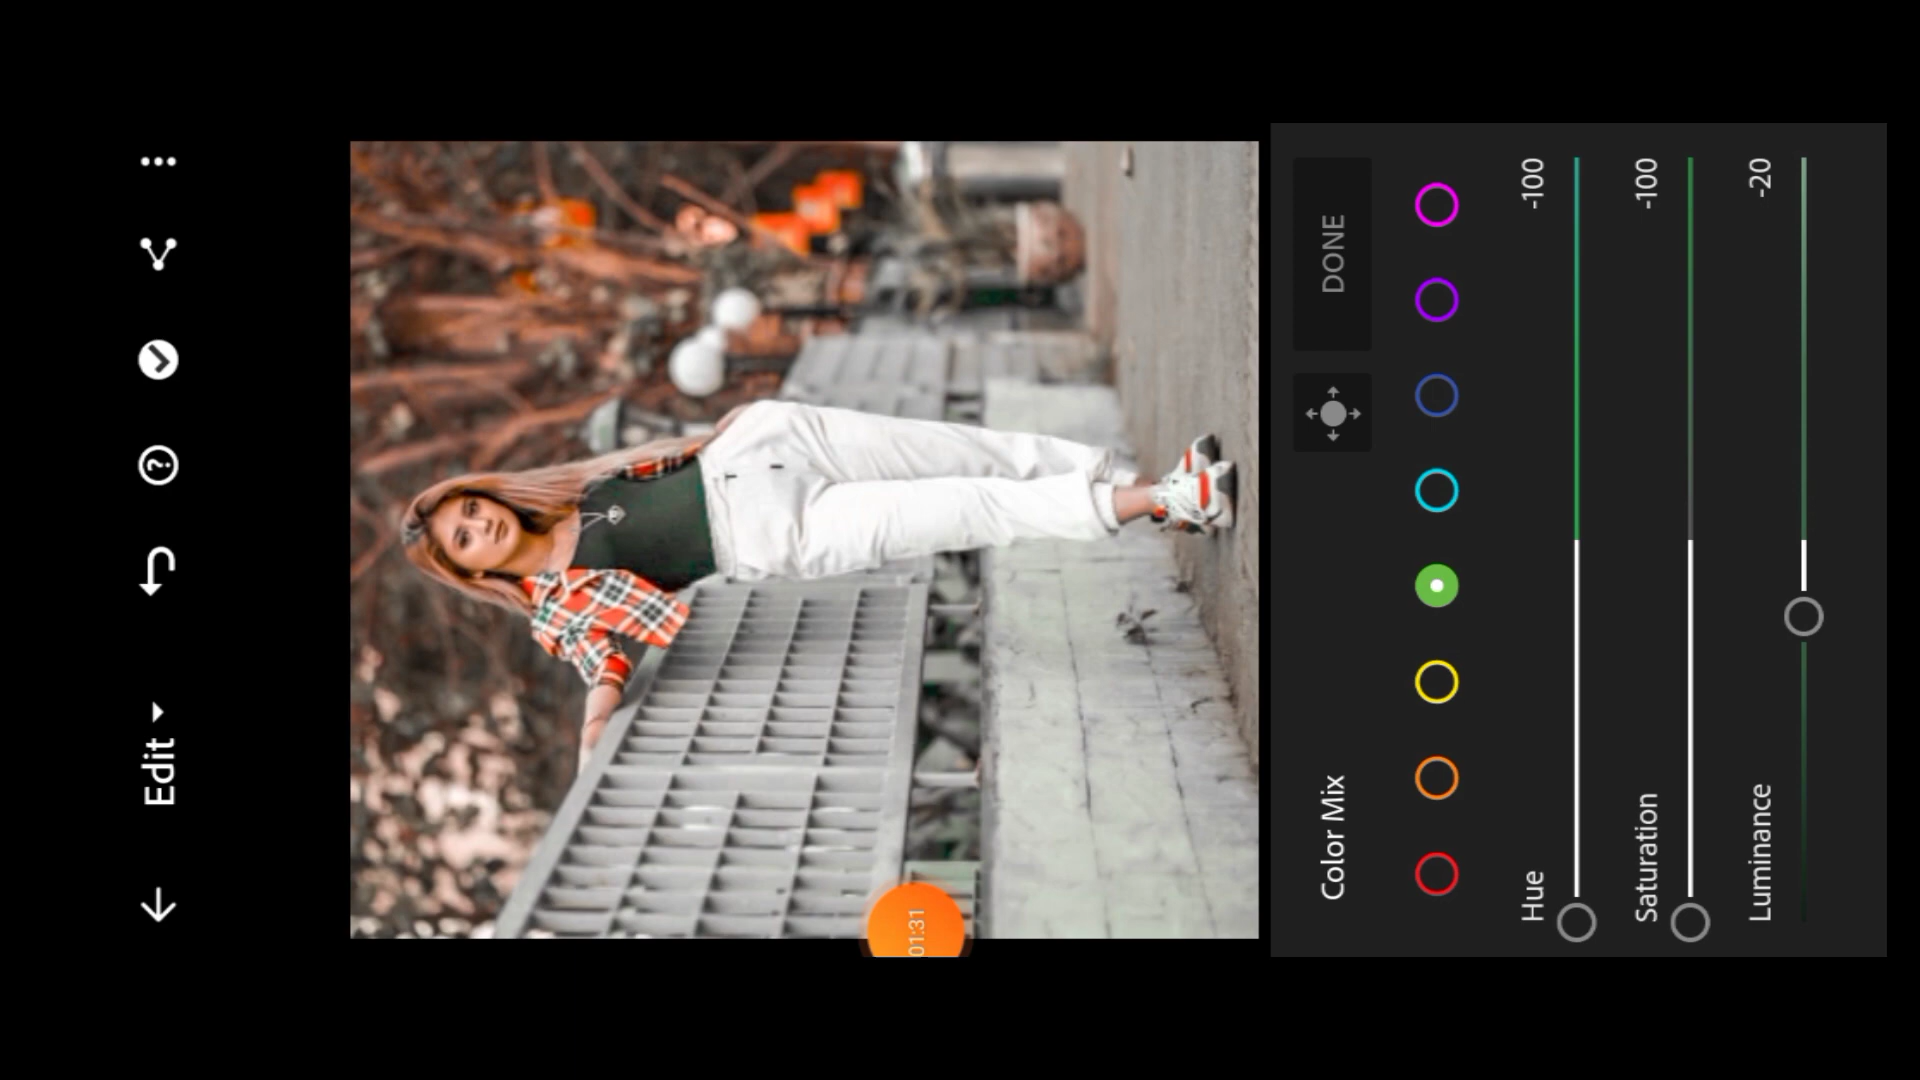 Edit
01:31
Color Mix
DONE
Hue -100
Saturation -100
Luminance -20